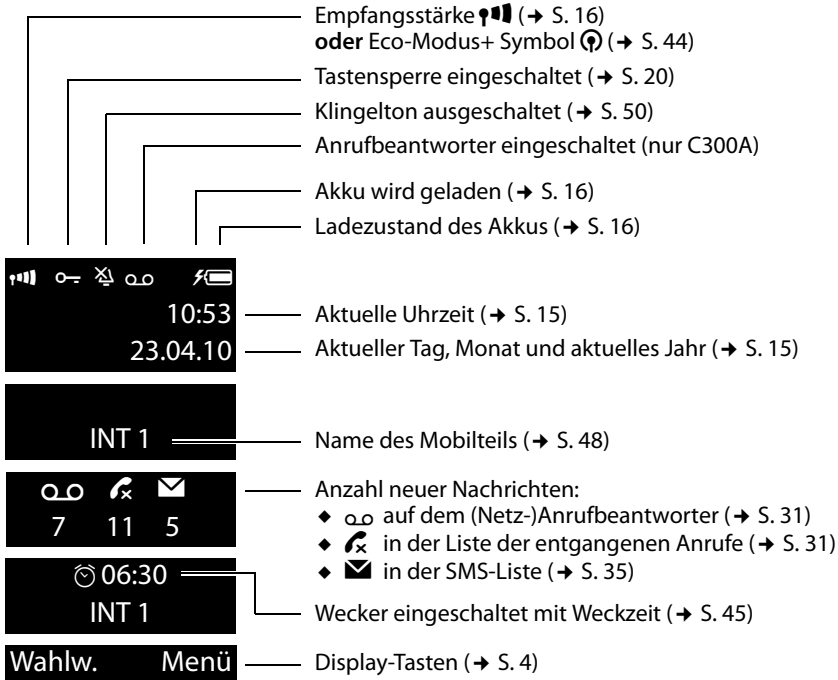 Empfangsstärke (➔ S. 16)
oder Eco-Modus+ Symbol (➔ S. 44)
Tastensperre eingeschaltet (➔ S. 20)
Klingelton ausgeschaltet (➔ S. 50)
Anrufbeantworter eingeschaltet (nur C300A)
Akku wird geladen (➔ S. 16)
Ladezustand des Akkus (➔ S. 16)
10:53
Aktuelle Uhrzeit (➔ S. 15)
23.04.10
Aktueller Tag, Monat und aktuelles Jahr (➔ S. 15)
INT 1
Name des Mobilteils (➔ S. 48)
Anzahl neuer Nachrichten:
7 11 5
◆ auf dem (Netz-)Anrufbeantworter (➔ S. 31)
◆ in der Liste der entgangenen Anrufe (➔ S. 31)
◆ in der SMS-Liste (➔ S. 35)
06:30
INT 1
Wecker eingeschaltet mit Weckzeit (➔ S. 45)
Wahlw. Menü
Display-Tasten (➔ S. 4)